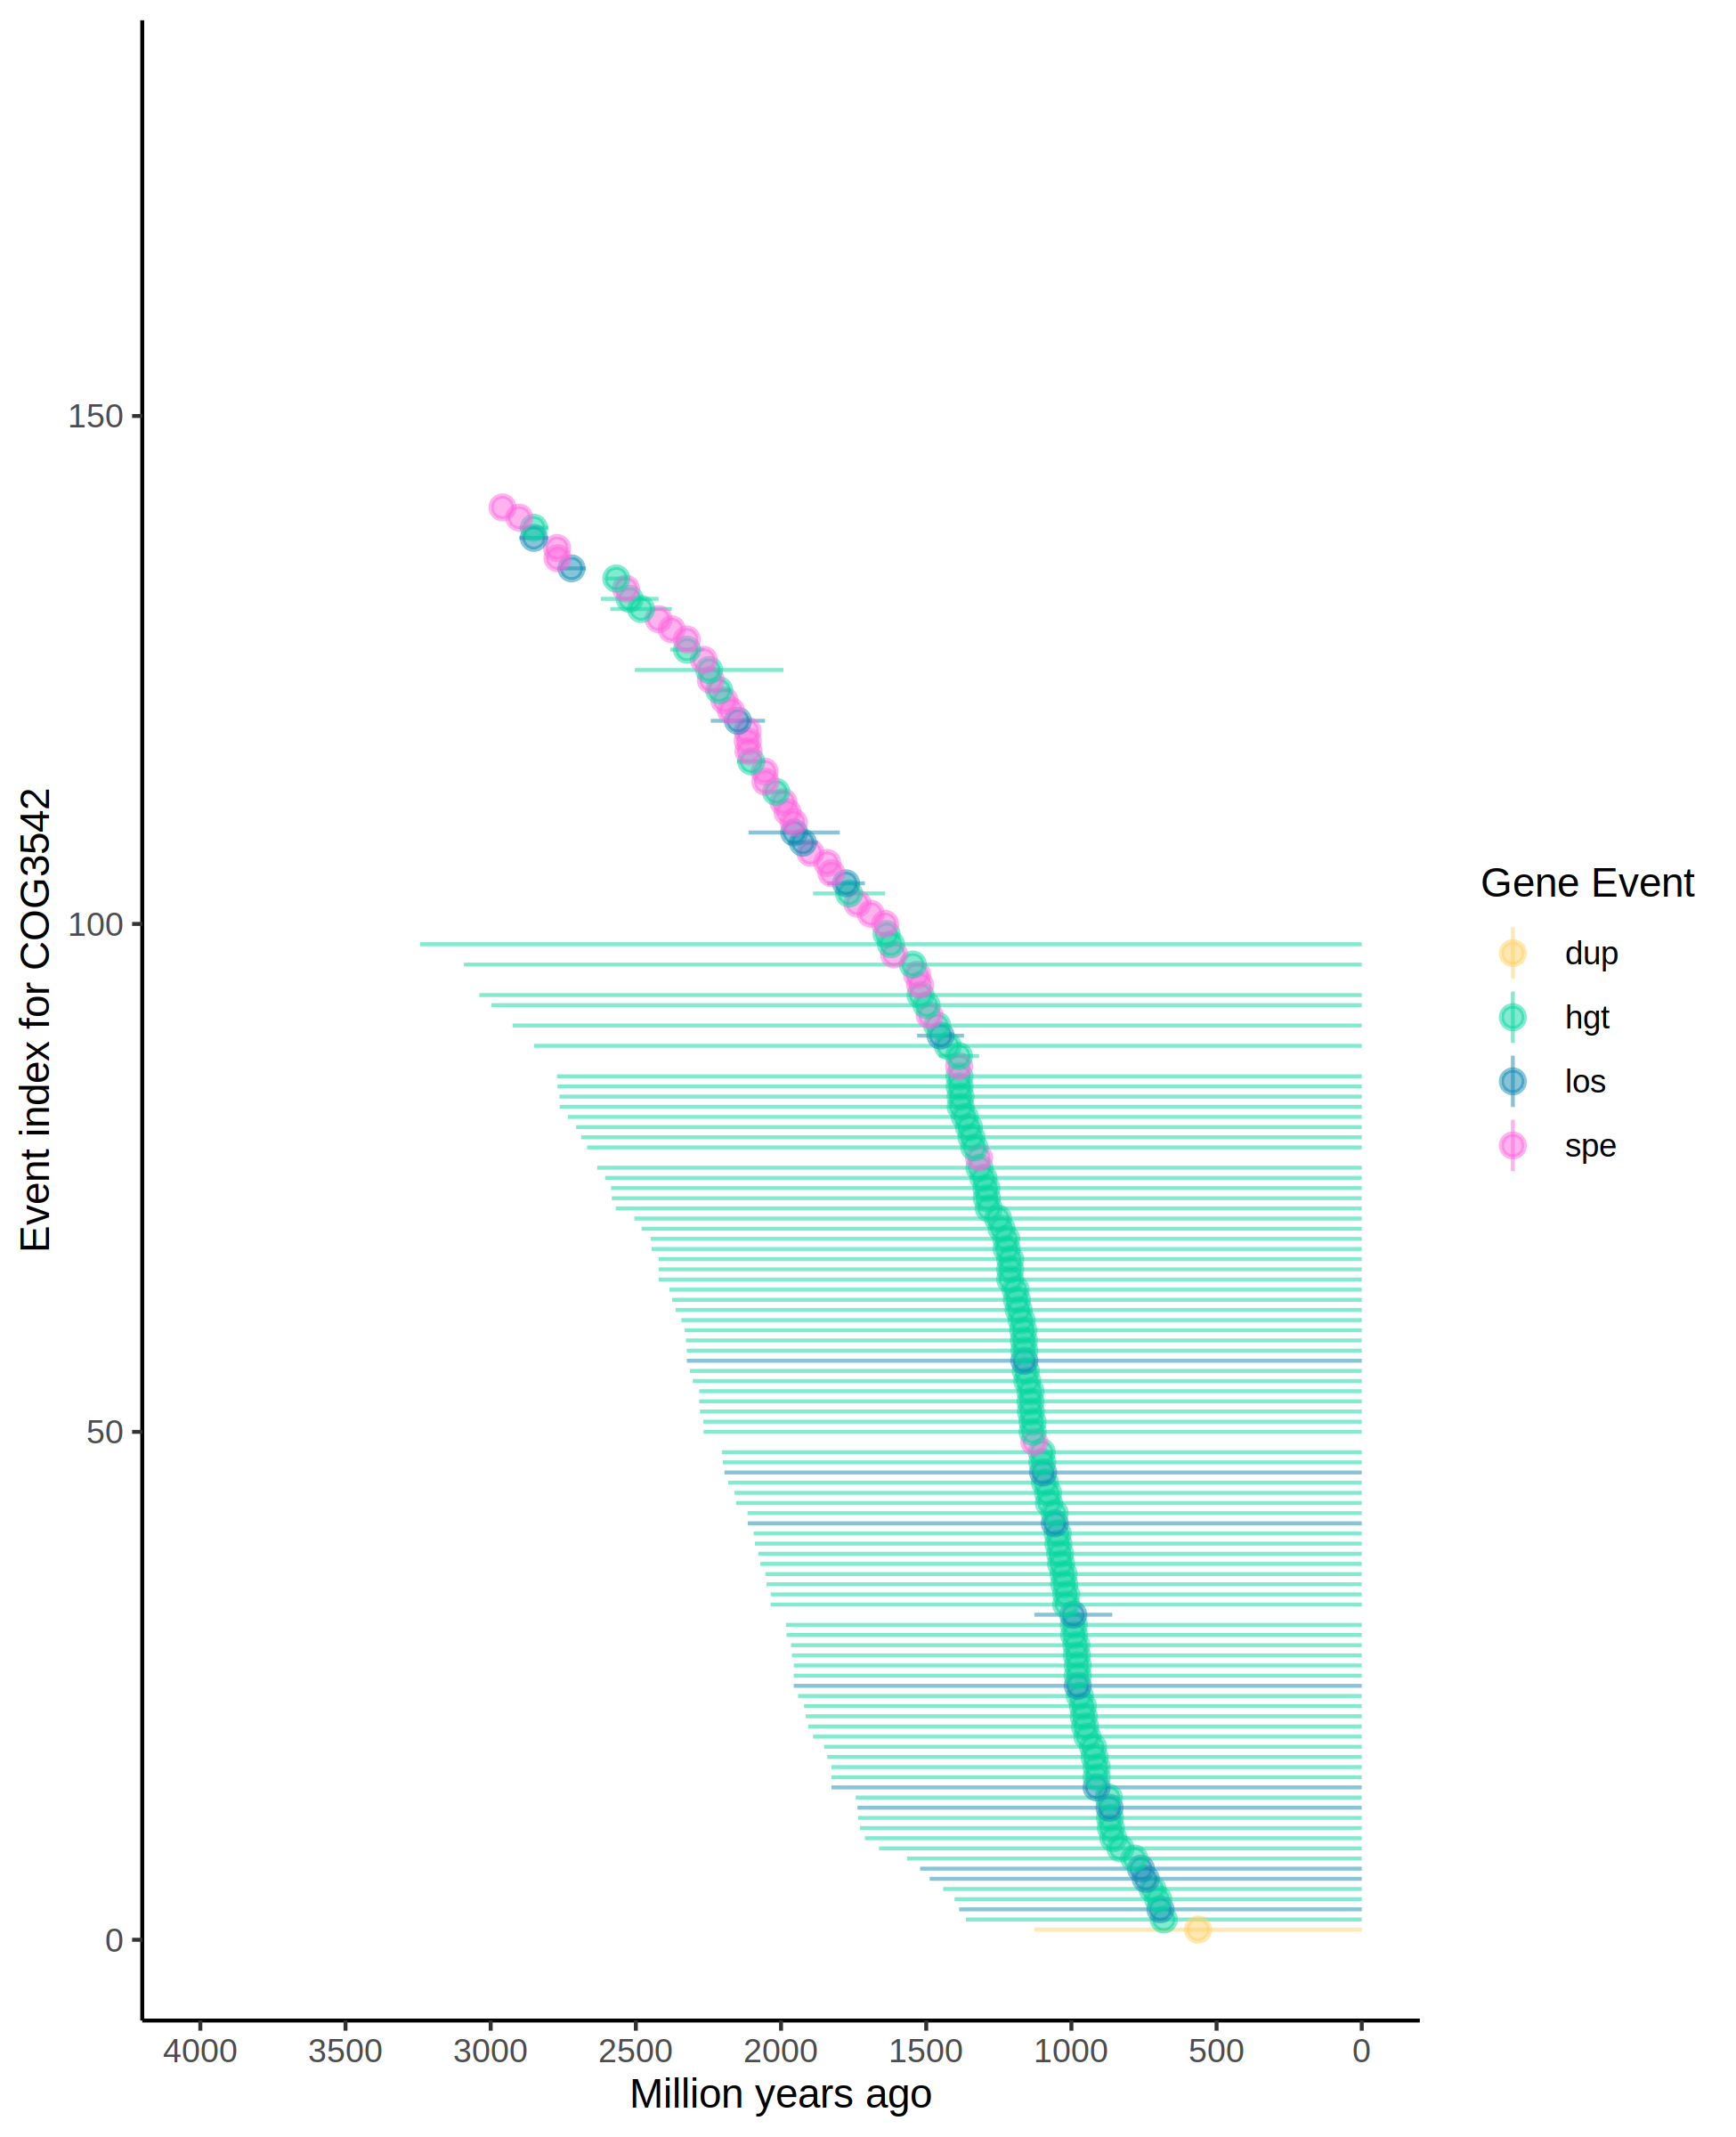 150
100
50
0
Event index for COG3542
4000 3500 3000 2500 2000 1500 1000 500 0
Million years ago
Gene Event
dup
hgt
los
spe